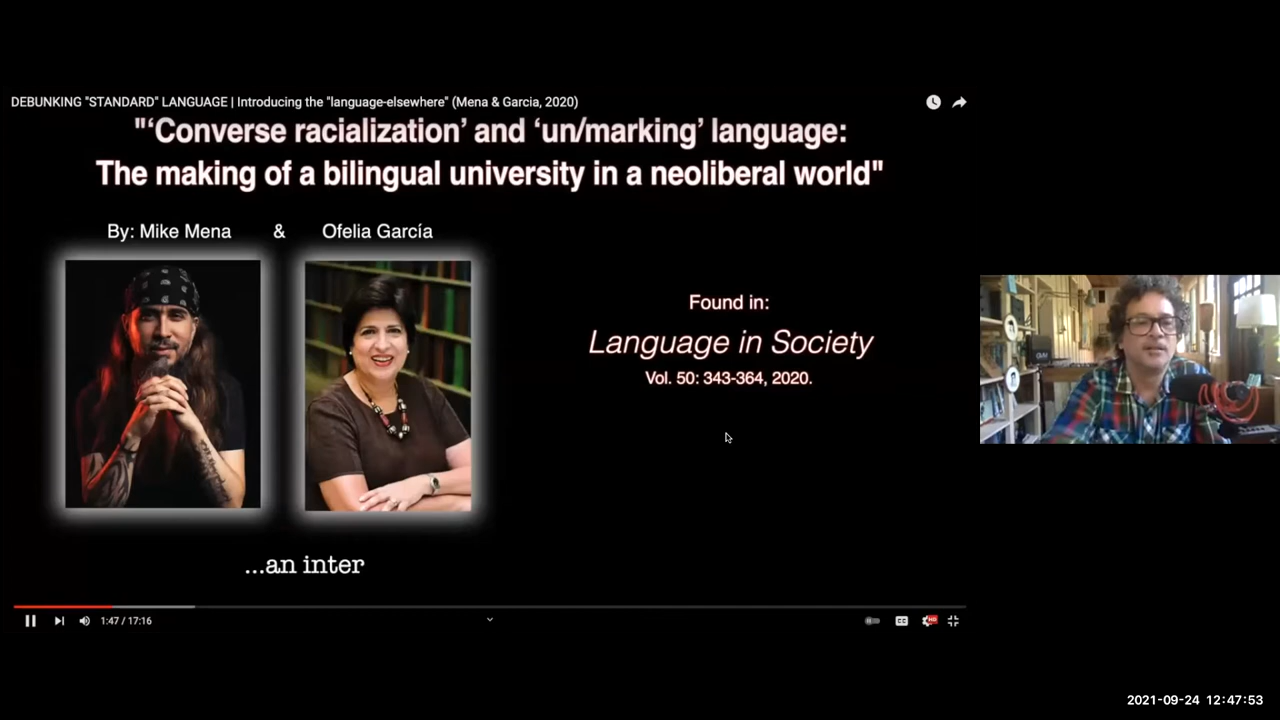 DEBUNKING "STANDARD" LANGUAGE | Introducing the "language-elsewhere" (Mena & Garcia, 2020)
"‘Converse racialization’ and ‘un/marking’ language:
The making of a bilingual university in a neoliberal world"
By: Mike Mena & Ofelia García
Found in:
Language in Society
Vol. 50: 343-364, 2020.
...an inter
1:47 / 17:16
CC
HD
2021-09-24 12:47:53